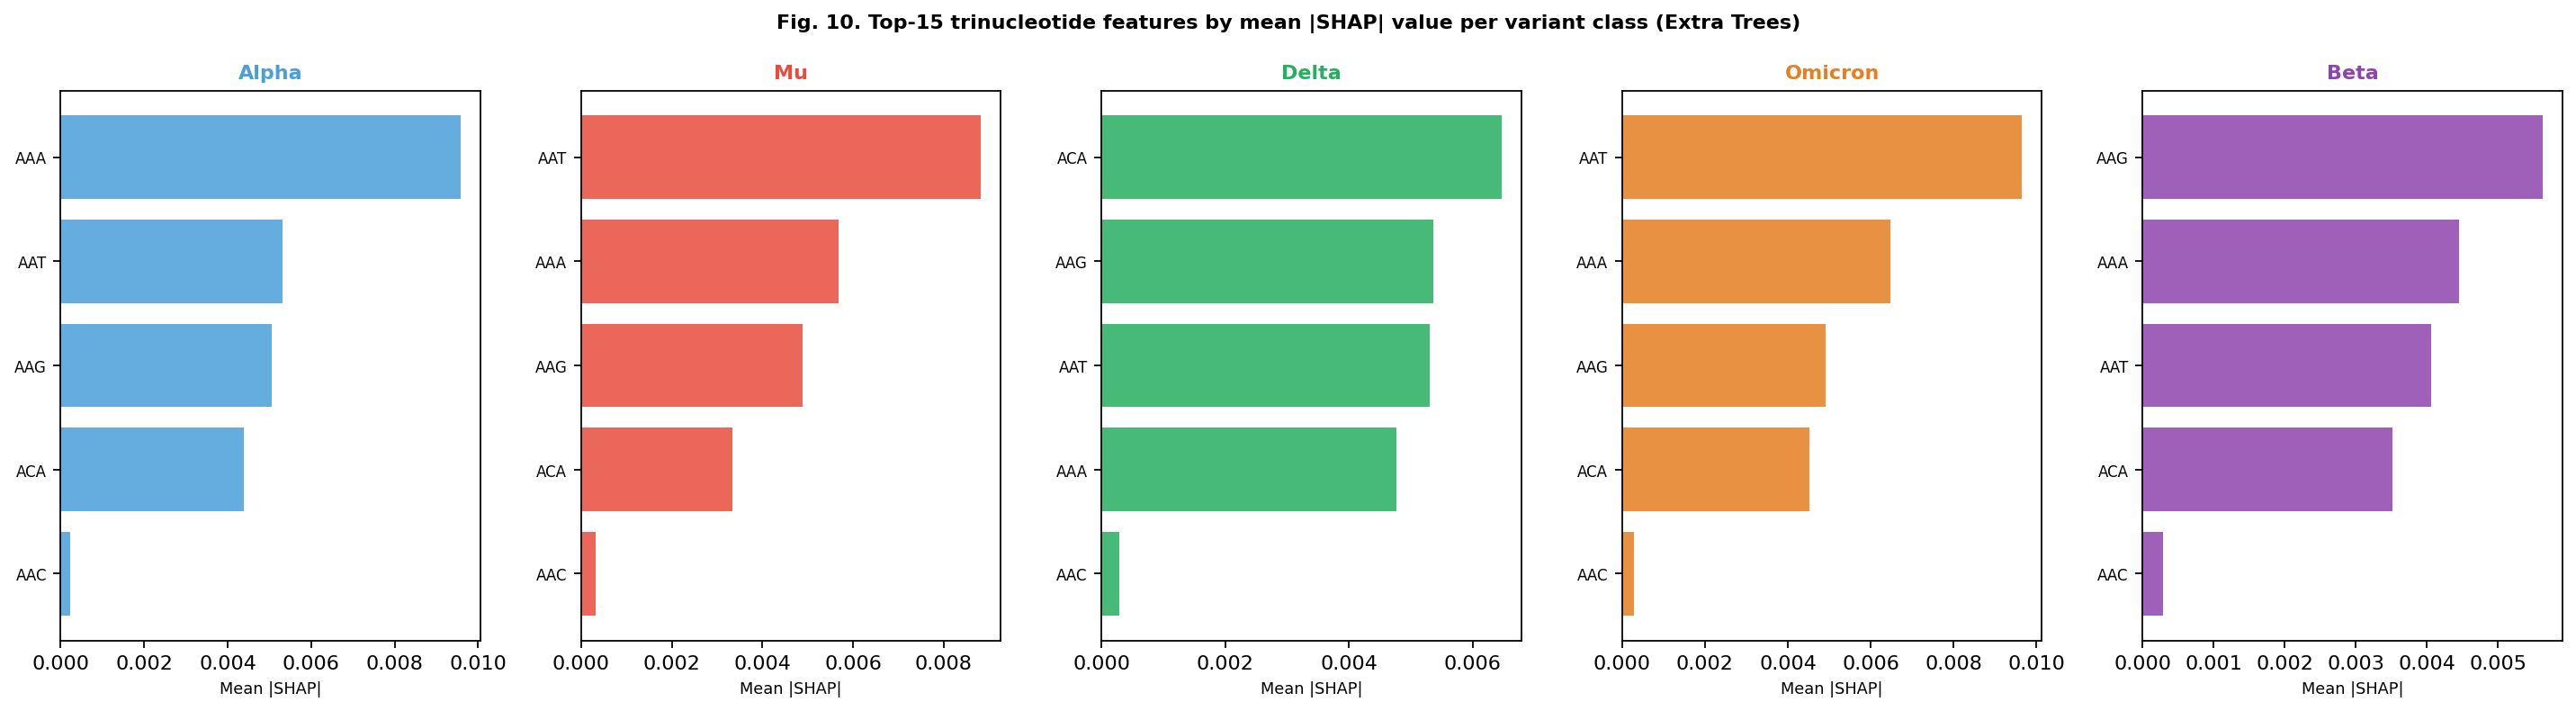 Fig. 10. Top-15 trinucleotide features by mean |SHAP| value per variant class (Extra Trees)
Alpha
AAA
AAT
AAG
ACA
AAC
0.000 0.002 0.004 0.006 0.008 0.010
Mean |SHAP|
Mu
AAT
AAA
AAG
ACA
AAC
0.000 0.002 0.004 0.006 0.008
Mean |SHAP|
Delta
ACA
AAG
AAT
AAA
AAC
0.000 0.002 0.004 0.006
Mean |SHAP|
Omicron
AAT
AAA
AAG
ACA
AAC
0.000 0.002 0.004 0.006 0.008 0.010
Mean |SHAP|
Beta
AAG
AAA
AAT
ACA
AAC
0.000 0.001 0.002 0.003 0.004 0.005
Mean |SHAP|